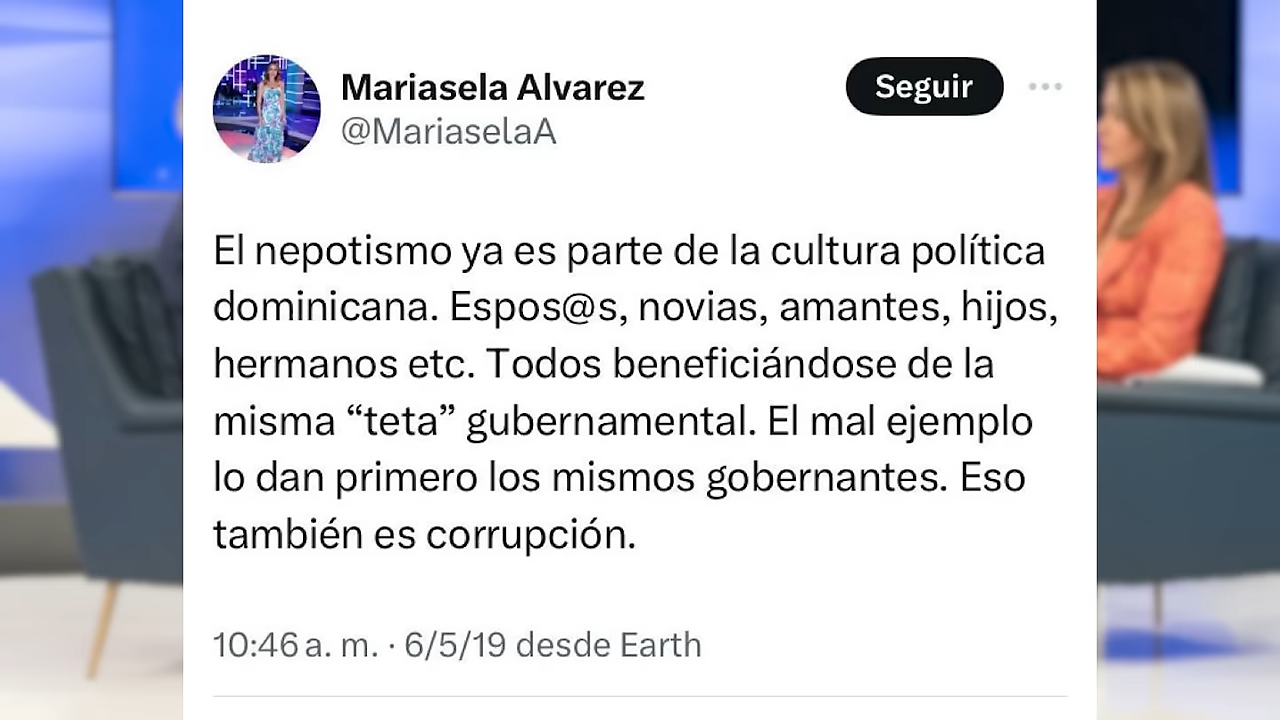 Mariasela Alvarez
Seguir
@MariaselaA
El nepotismo ya es parte de la cultura política
dominicana. Espos@s, novias, amantes, hijos,
hermanos etc. Todos beneficiándose de la
misma “teta” gubernamental. El mal ejemplo
lo dan primero los mismos gobernantes. Eso
también es corrupción.
10:46 a. m. · 6/5/19 desde Earth